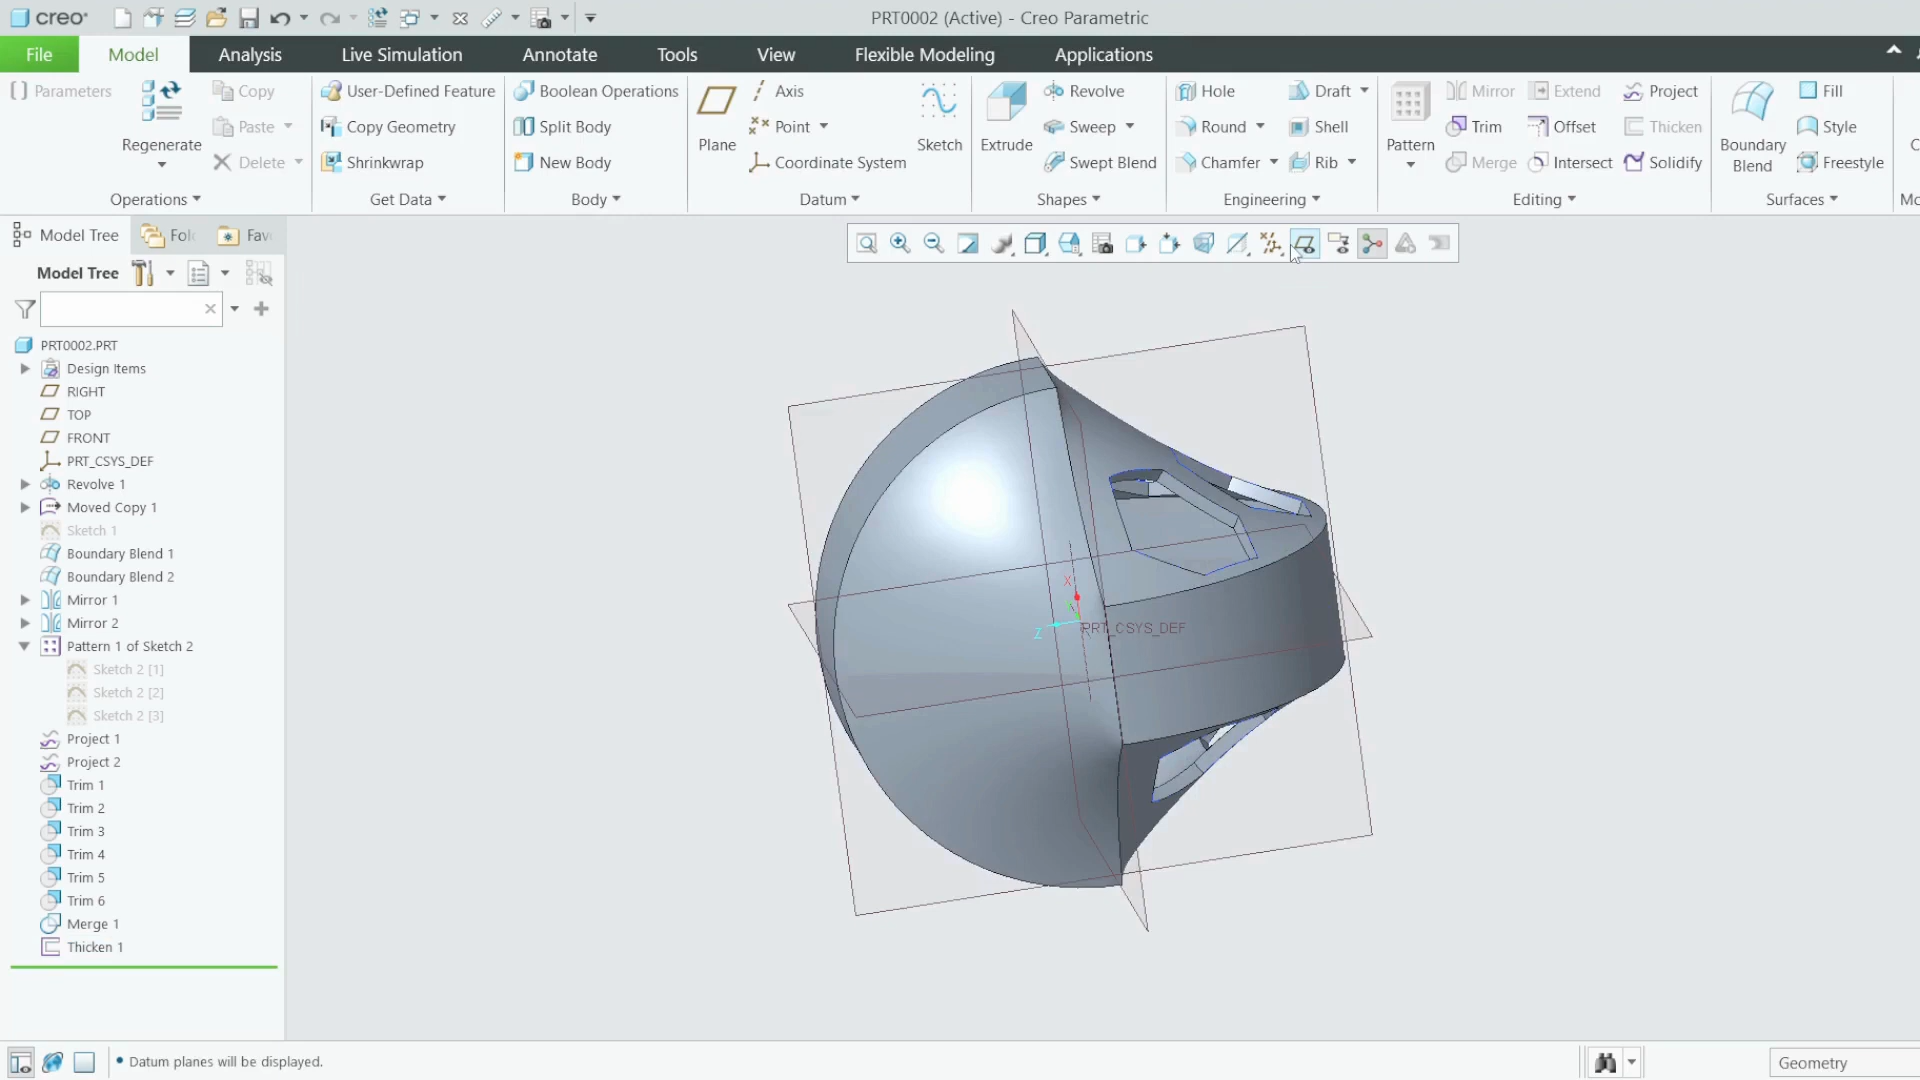 creo
PRT0002 (Active) - Creo Parametric
File Model Analysis Live Simulation Annotate Tools View Flexible Modeling Applications
Parameters
Regenerate
Copy
Paste
Delete
Operations
User-Defined Feature
Copy Geometry
Shrinkwrap
Get Data
Boolean Operations
Split Body
New Body
Body
Plane
Axis
Point
Coordinate System
Sketch
Datum
Extrude
Revolve
Sweep
Swept Blend
Shapes
Hole
Round
Chamfer
Draft
Shell
Rib
Engineering
Pattern
Mirror
Trim
Merge
Extend
Offset
Intersect
Project
Thicken
Solidify
Editing
Boundary
Blend
Fill
Style
Freestyle
Surfaces
Model Tree
Fol
Fav
Model Tree
PRT0002.PRT
Design Items
RIGHT
TOP
FRONT
PRT_CSYS_DEF
Revolve 1
Moved Copy 1
Sketch 1
Boundary Blend 1
Boundary Blend 2
Mirror 1
Mirror 2
Pattern 1 of Sketch 2
Sketch 2 [1]
Sketch 2 [2]
Sketch 2 [3]
Project 1
Project 2
Trim 1
Trim 2
Trim 3
Trim 4
Trim 5
Trim 6
Merge 1
Thicken 1
X
Z
PRT_CSYS_DEF
• Datum planes will be displayed.
Geometry